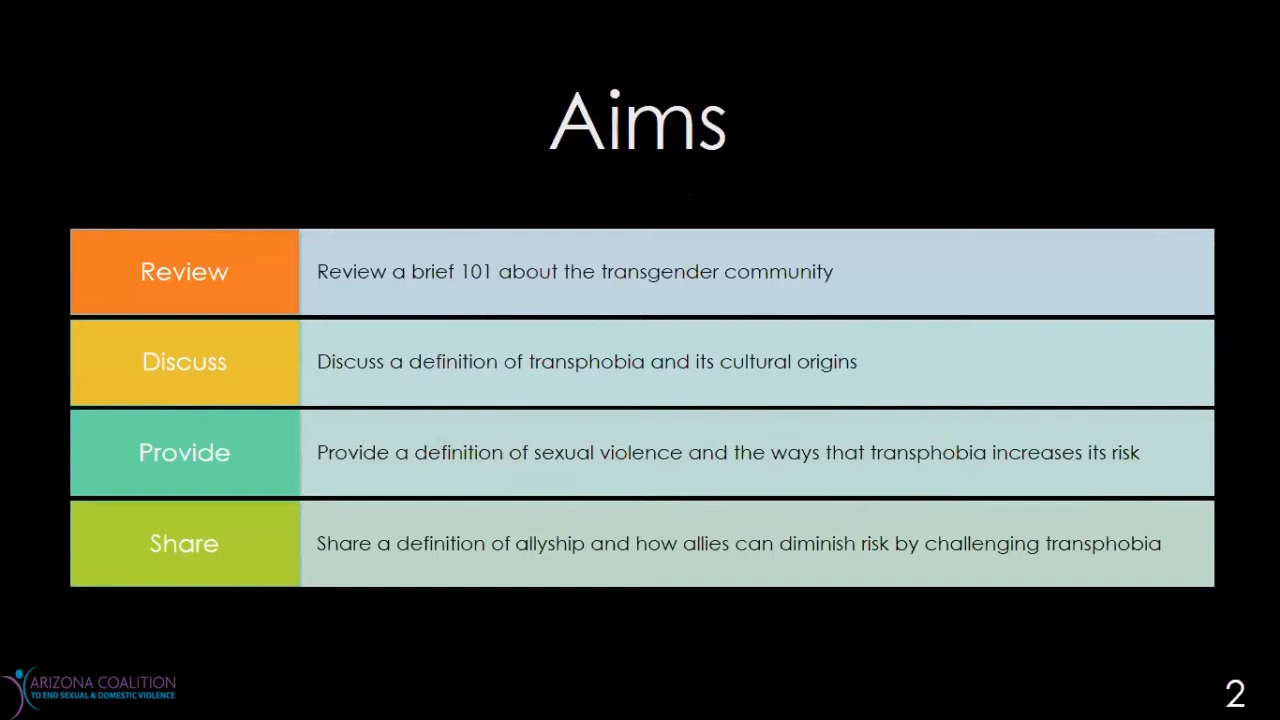 Aims
Review
Review a brief 101 about the transgender community
Discuss
Discuss a definition of transphobia and its cultural origins
Provide
Provide a definition of sexual violence and the ways that transphobia increases its risk
Share
Share a definition of allyship and how allies can diminish risk by challenging transphobia
ARIZONA COALITION
TO END SEXUAL & DOMESTIC VIOLENCE
2